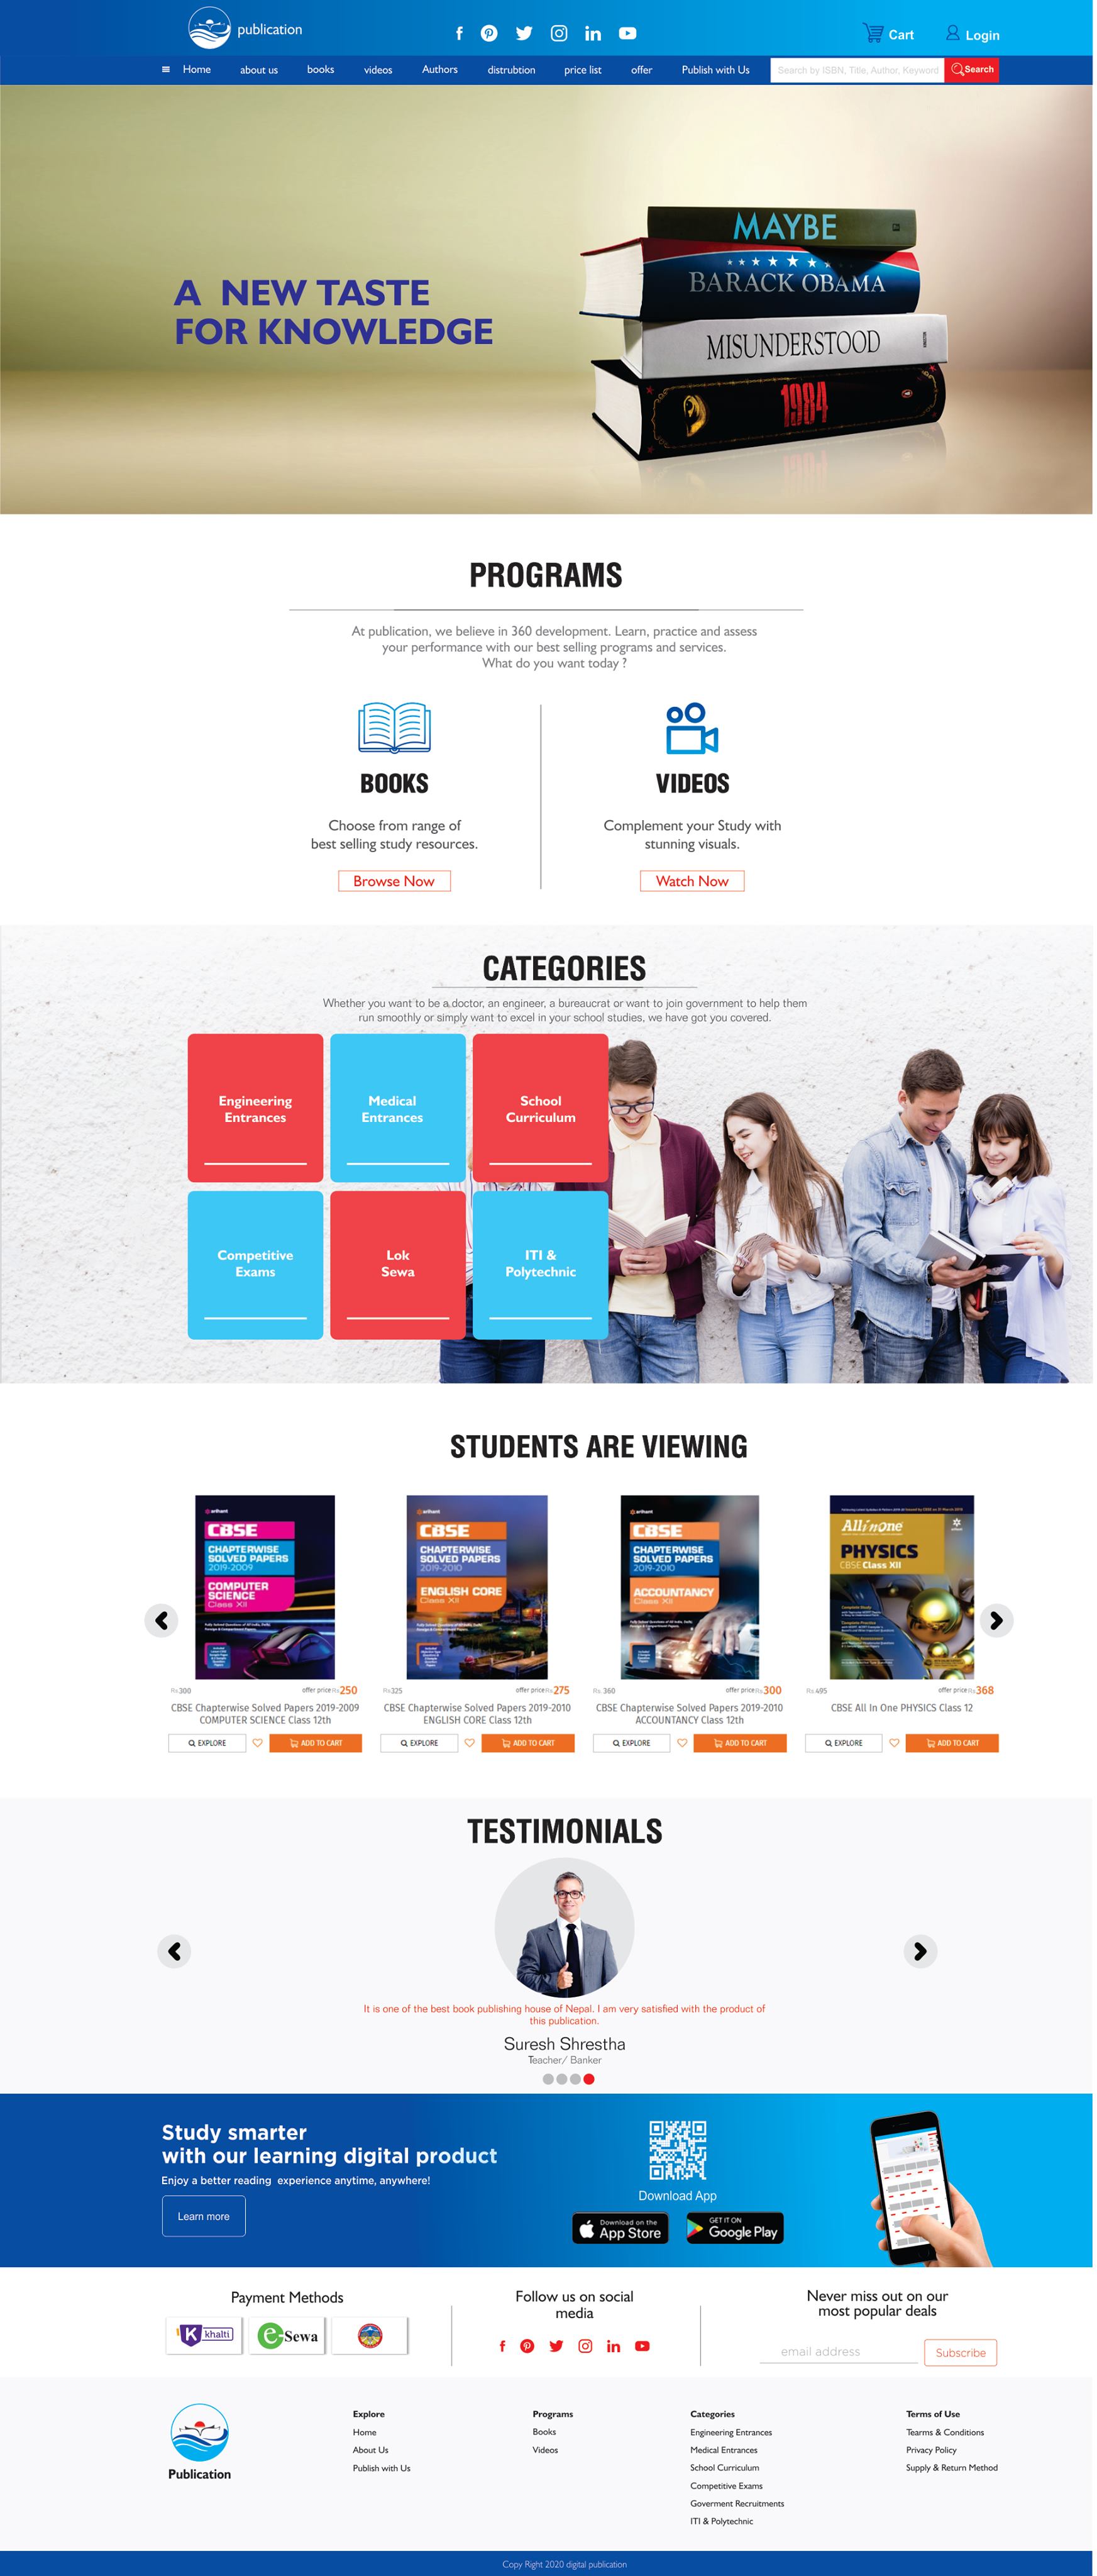 publication
Cart
Login
Home
about us
books
videos
Authors
distrubtion
price list
offer
Publish with Us
Search by ISBN, Title, Author, Keyword
Search
A NEW TASTE
FOR KNOWLEDGE
MAYBE
BARACK OBAMA
MISUNDERSTOOD
1984
PROGRAMS
At publication, we believe in 360 development. Learn, practice and assess
your performance with our best selling programs and services.
What do you want today ?
BOOKS
Choose from range of
best selling study resources.
Browse Now
VIDEOS
Complement your Study with
stunning visuals.
Watch Now
CATEGORIES
Whether you want to be a doctor, an engineer, a bureaucrat or want to join government to help them
run smoothly or simply want to excel in your school studies, we have got you covered.
Engineering
Entrances
Medical
Entrances
School
Curriculum
Competitive
Exams
Lok
Sewa
ITI &
Polytechnic
STUDENTS ARE VIEWING
arihant
CBSE
CHAPTERWISE
SOLVED PAPERS
2019-2009
COMPUTER
SCIENCE
Class XII
arihant
CBSE
CHAPTERWISE
SOLVED PAPERS
2019-2010
ENGLISH CORE
Class XII
arihant
CBSE
CHAPTERWISE
SOLVED PAPERS
2019-2010
ACCOUNTANCY
Class XII
All in one
PHYSICS
CBSE Class XII
Rs.300
offer price Rs.250
CBSE Chapterwise Solved Papers 2019-2009
COMPUTER SCIENCE Class 12th
EXPLORE
ADD TO CART
Rs.325
offer price Rs.275
CBSE Chapterwise Solved Papers 2019-2010
ENGLISH CORE Class 12th
EXPLORE
ADD TO CART
Rs. 360
offer price Rs.300
CBSE Chapterwise Solved Papers 2019-2010
ACCOUNTANCY Class 12th
EXPLORE
ADD TO CART
Rs. 495
offer price Rs.368
CBSE All In One PHYSICS Class 12
EXPLORE
ADD TO CART
TESTIMONIALS
It is one of the best book publishing house of Nepal. I am very satisfied with the product of
this publication.
Suresh Shrestha
Teacher/ Banker
Study smarter
with our learning digital product
Enjoy a better reading experience anytime, anywhere!
Learn more
Download App
Download on the
App Store
GET IT ON
Google Play
Payment Methods
khalti
e-Sewa
Follow us on social
media
Never miss out on our
most popular deals
email address
Subscribe
Publication
Explore
Home
About Us
Publish with Us
Programs
Books
Videos
Categories
Engineering Entrances
Medical Entrances
School Curriculum
Competitive Exams
Goverment Recruitments
ITI & Polytechnic
Terms of Use
Tearms & Conditions
Privacy Policy
Supply & Return Method
Copy Right 2020 digital publication